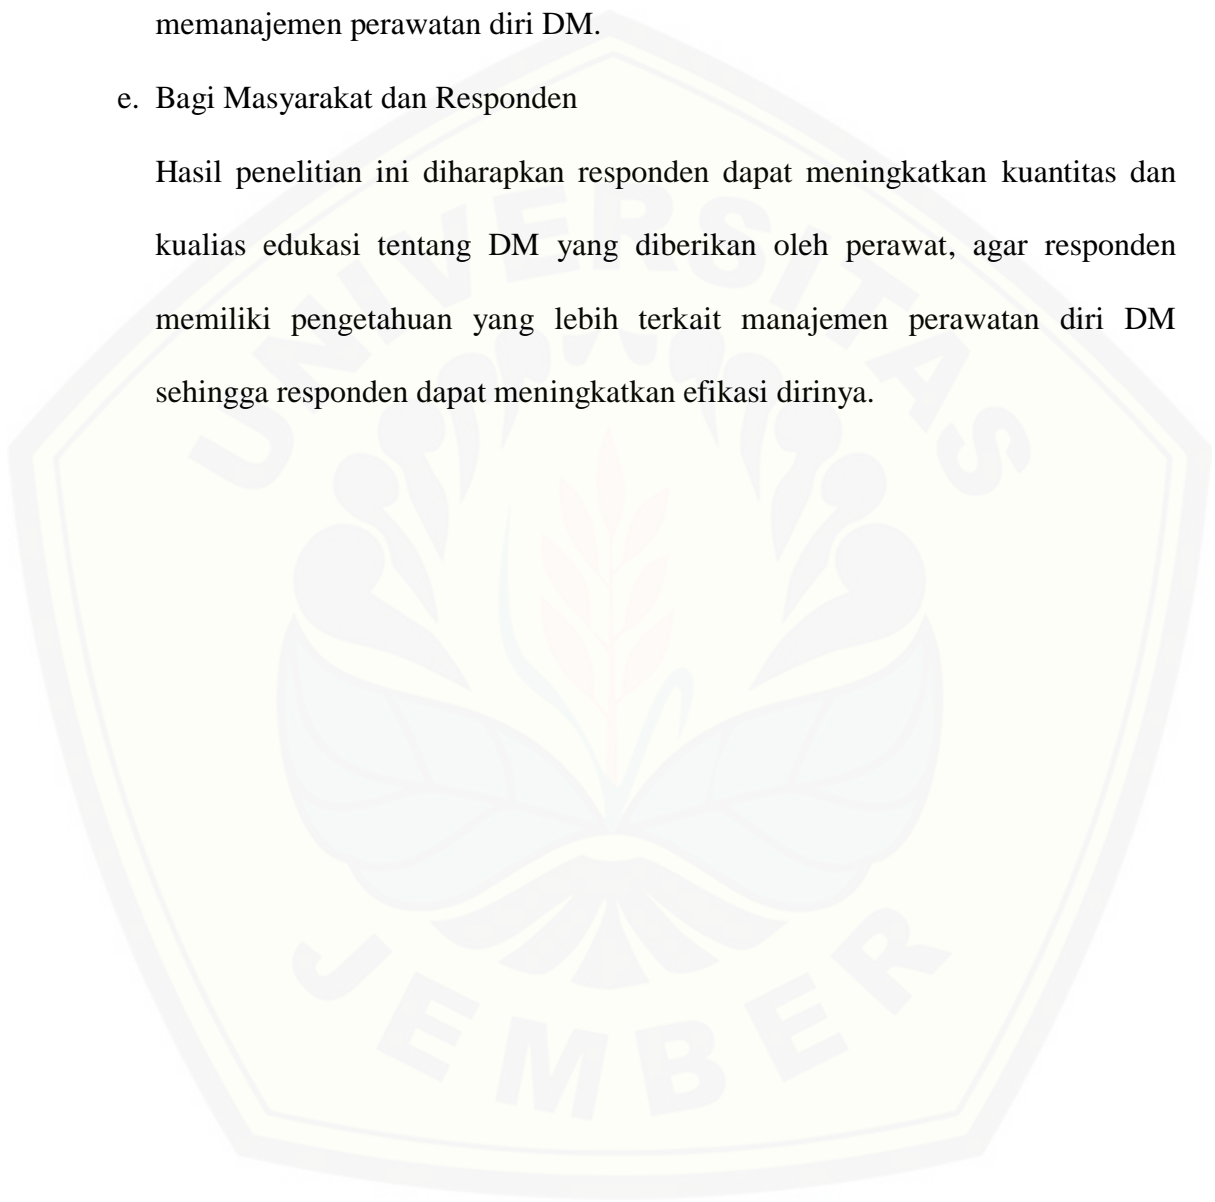 memanajemen perawatan diri DM.
e. Bagi Masyarakat dan Responden
Hasil penelitian ini diharapkan responden dapat meningkatkan kuantitas dan
kualias edukasi tentang DM yang diberikan oleh perawat, agar responden
memiliki pengetahuan yang lebih terkait manajemen perawatan diri DM
sehingga responden dapat meningkatkan efikasi dirinya.
UNIVERSITAS
JEMBER